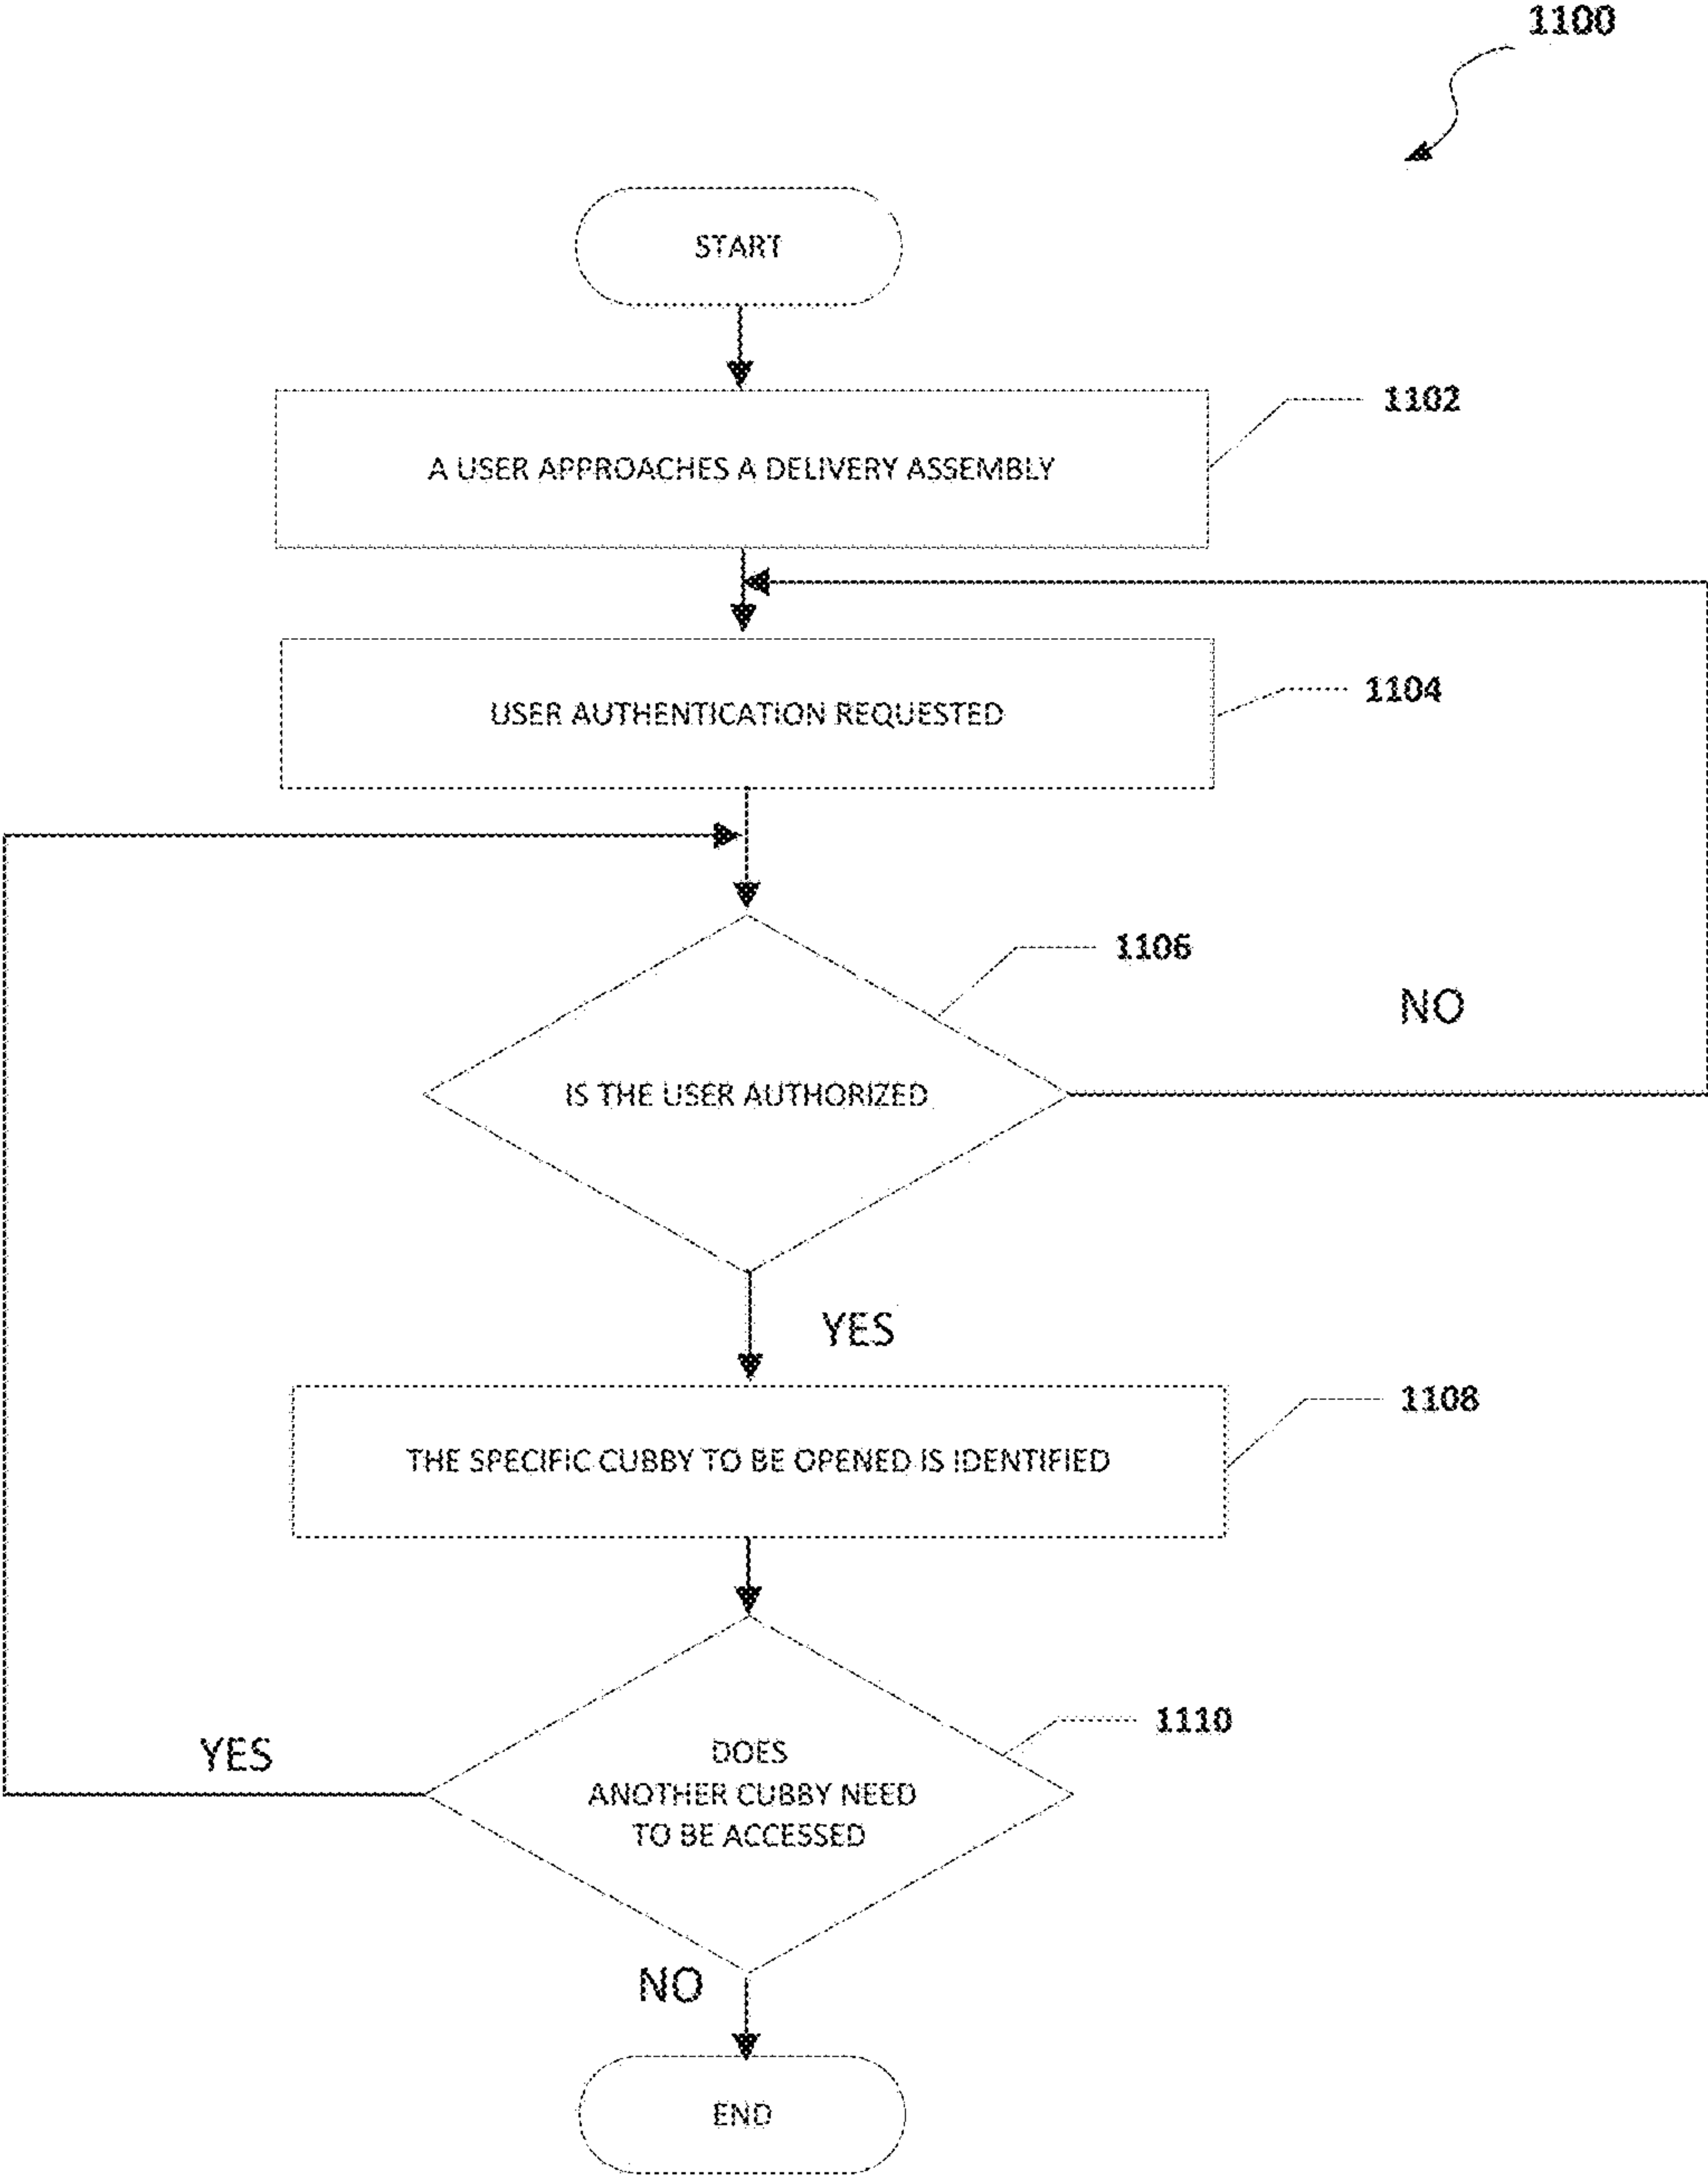 1100
START
1102
A USER APPROACHES A DELIVERY ASSEMBLY
1104
USER AUTHENTICATION REQUESTED
1106
NO
IS THE USER AUTHORIZED
YES
1108
THE SPECIFIC CUBBY TO BE OPENED IS IDENTIFIED
1110
YES
DOES
ANOTHER CUBBY NEED
TO BE ACCESSED
NO
END